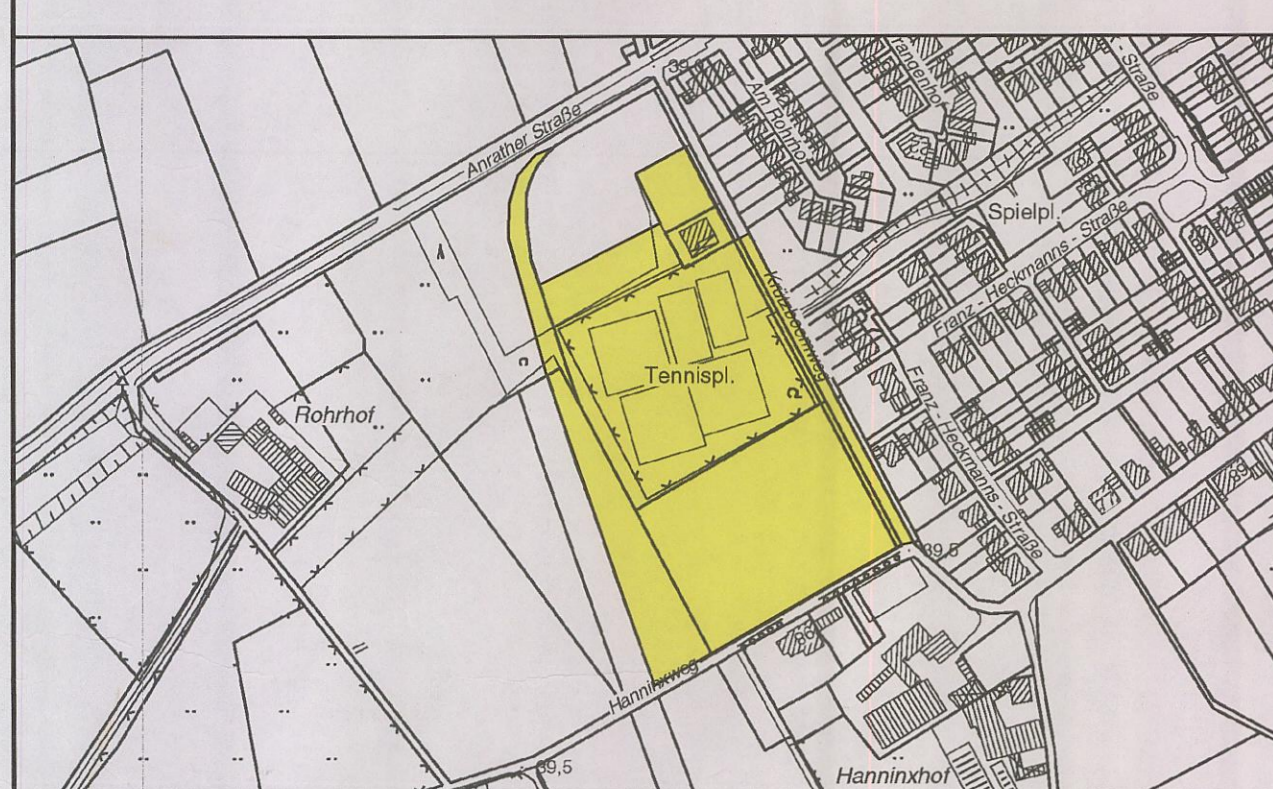 Anrather Straße
Am Rohrhof
Straße
Spielpl.
Franz - Heckmanns - Straße
Tennispl.
Franz - Heckmanns - Straße
Rohrhof
39,5
Hanninxweg
39,5
Hanninxhof